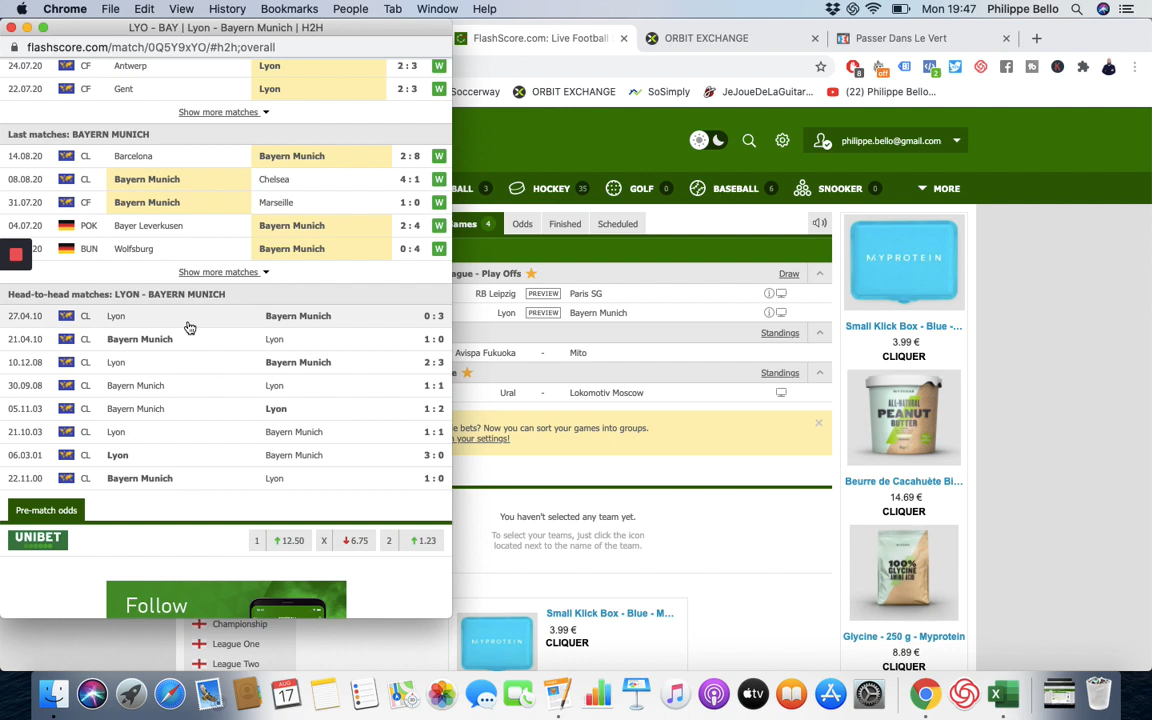 Chrome File Edit View History Bookmarks People Tab Window Help Mon 19:47 Philippe Bello
LYO - BAY | Lyon - Bayern Munich | H2H
flashscore.com/match/0Q5Y9xYO/#h2h;overall
FlashScore.com: Live Football
ORBIT EXCHANGE
Passer Dans Le Vert
8 off 2
Soccerway ORBIT EXCHANGE SoSimply JeJoueDeLaGuitar... (22) Philippe Bello...
24.07.20 CF Antwerp Lyon 2 : 3 W
22.07.20 CF Gent Lyon 2 : 3 W
Show more matches
Last matches: BAYERN MUNICH
14.08.20 CL Barcelona Bayern Munich 2 : 8 W
08.08.20 CL Bayern Munich Chelsea 4 : 1 W
31.07.20 CF Bayern Munich Marseille 1 : 0 W
04.07.20 POK Bayer Leverkusen Bayern Munich 2 : 4 W
20 BUN Wolfsburg Bayern Munich 0 : 4 W
Show more matches
Head-to-head matches: LYON - BAYERN MUNICH
27.04.10 CL Lyon Bayern Munich 0 : 3
21.04.10 CL Bayern Munich Lyon 1 : 0
10.12.08 CL Lyon Bayern Munich 2 : 3
30.09.08 CL Bayern Munich Lyon 1 : 1
05.11.03 CL Bayern Munich Lyon 1 : 2
21.10.03 CL Lyon Bayern Munich 1 : 1
06.03.01 CL Lyon Bayern Munich 3 : 0
22.11.00 CL Bayern Munich Lyon 1 : 0
Pre-match odds
UNIBET 1 12.50 X 6.75 2 1.23
Follow
philippe.bello@gmail.com
BALL 3 HOCKEY 35 GOLF 0 BASEBALL 6 SNOOKER 0 MORE
ames 4 Odds Finished Scheduled
eague - Play Offs Draw
RB Leipzig PREVIEW Paris SG
Lyon PREVIEW Bayern Munich
Standings
Avispa Fukuoka - Mito
e Standings
Ural - Lokomotiv Moscow
le bets? Now you can sort your games into groups.
n your settings!
You haven't selected any team yet.
To select your teams, just click the icon
located next to the name of the team.
Small Klick Box - Blue - M...
3.99 €
CLIQUER
MYPROTEIN
Championship
League One
League Two
MYPROTEIN
Small Klick Box - Blue -...
3.99 €
CLIQUER
ALL-NATURAL
PEANUT
BUTTER
Beurre de Cacahuète Bi...
14.69 €
CLIQUER
100%
GLYCINE
AMINO ACID
Glycine - 250 g - Myprotein
8.89 €
CLIQUER
AUG
17
tv